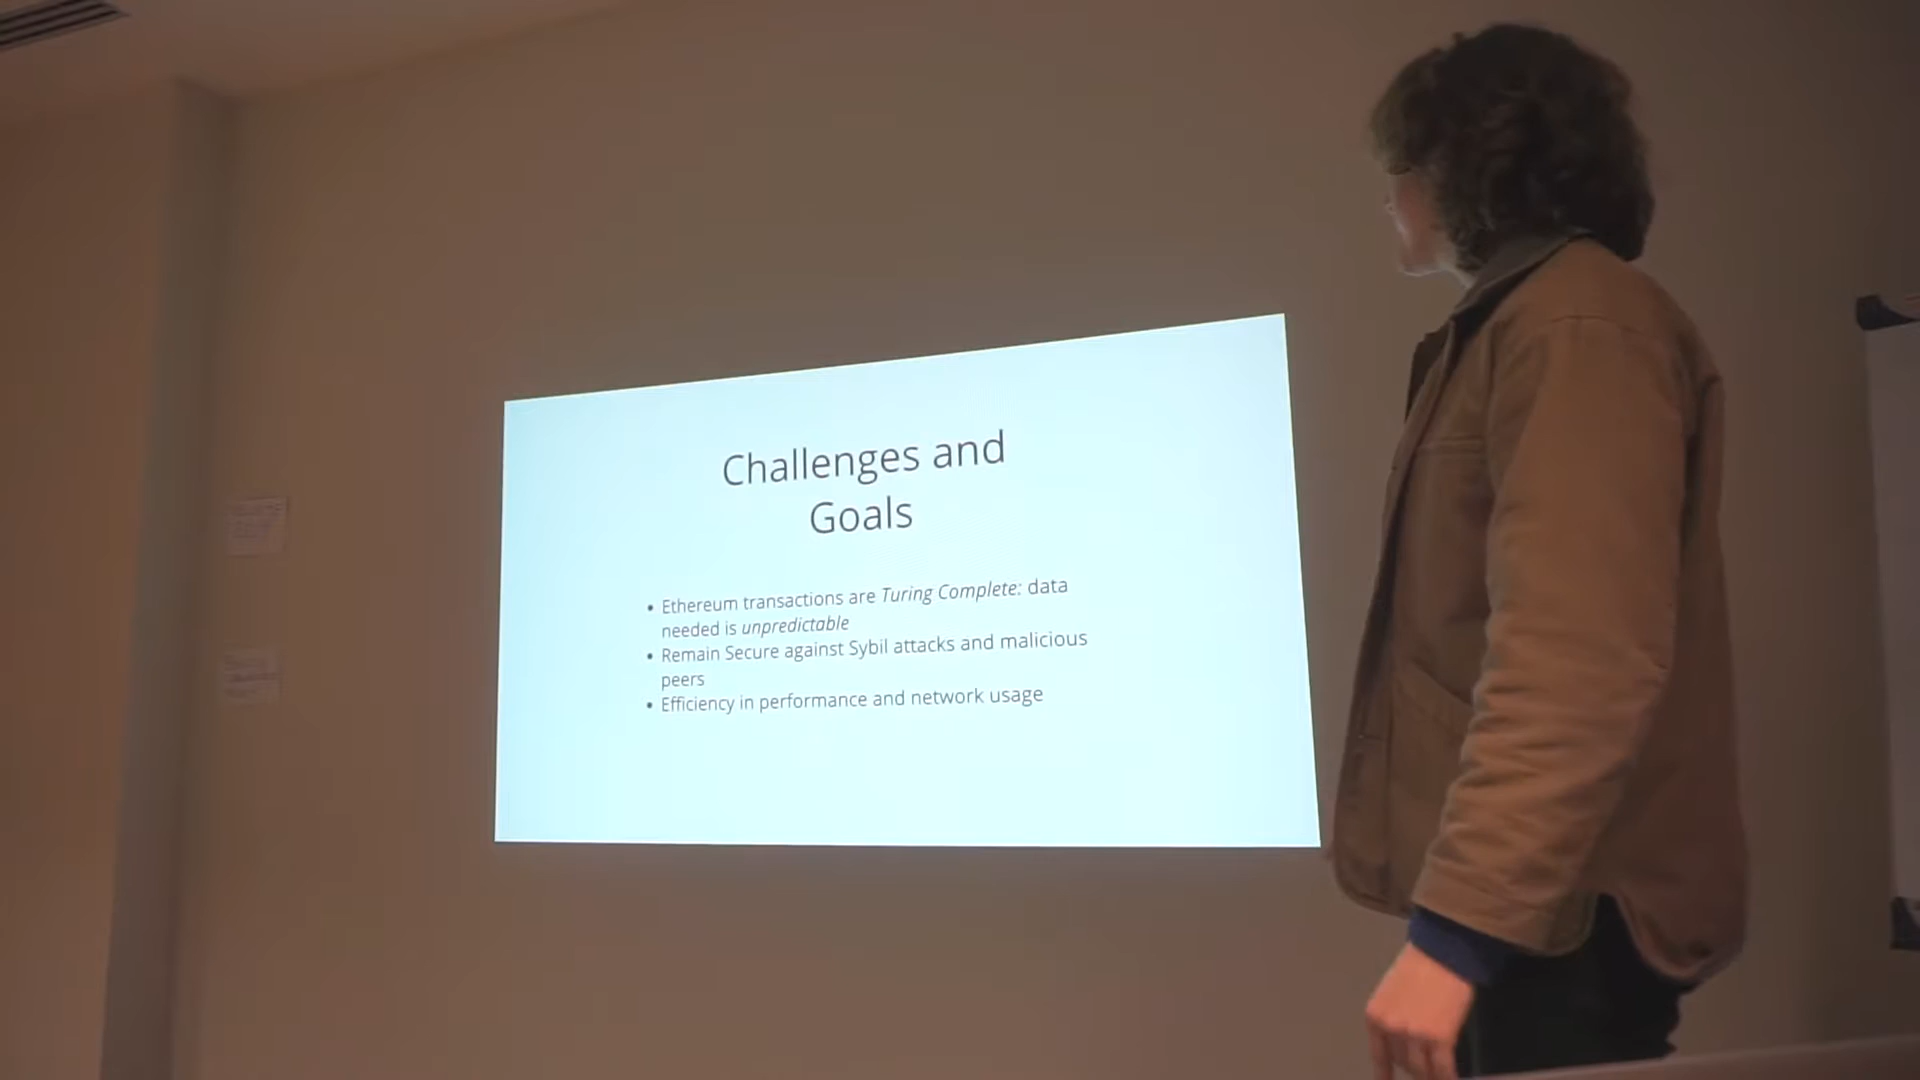 Challenges and
Goals
• Ethereum transactions are Turing Complete: data
needed is unpredictable
• Remain Secure against Sybil attacks and malicious
peers
• Efficiency in performance and network usage